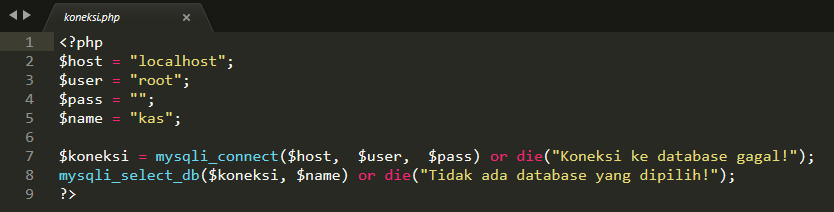 koneksi.php ×
1 <?php
2 $host = "localhost";
3 $user = "root";
4 $pass = "";
5 $name = "kas";
6
7 $koneksi = mysqli_connect($host,  $user,  $pass) or die("Koneksi ke database gagal!");
8 mysqli_select_db($koneksi, $name) or die("Tidak ada database yang dipilih!");
9 ?>